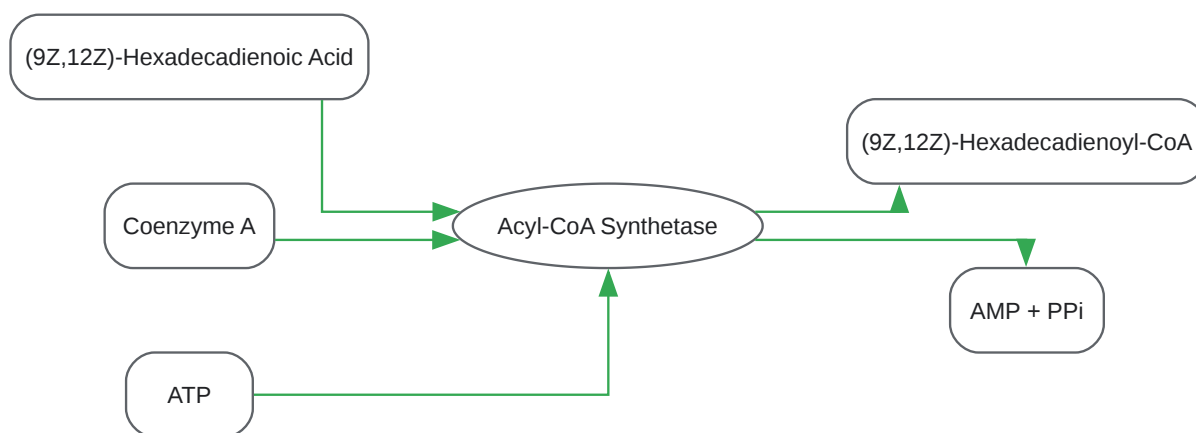 (9Z,12Z)-Hexadecadienoic Acid
(9Z,12Z)-Hexadecadienoyl-CoA
Coenzyme A
Acyl-CoA Synthetase
AMP + PPi
ATP